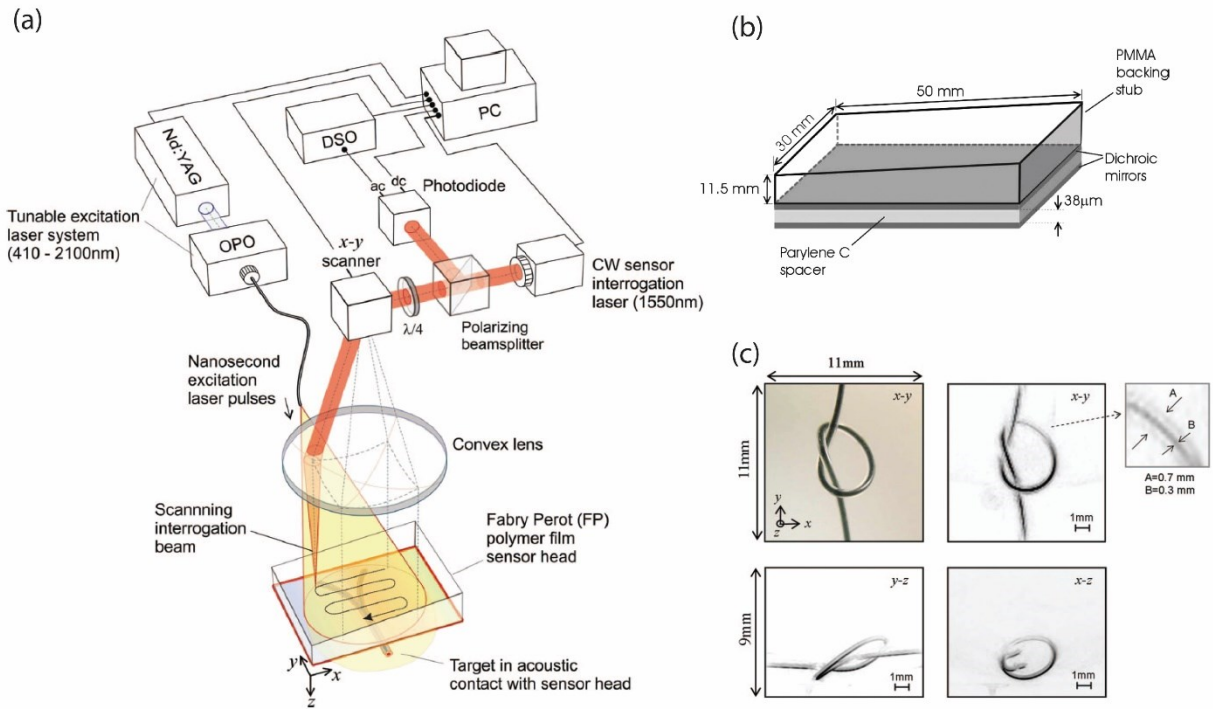 (a)
PC
DSO
Nd:YAG
ac
dc
Photodiode
Tunable excitation
laser system
(410 - 2100nm)
OPO
x-y
scanner
CW sensor
interrogation
laser (1550nm)
λ/4
Polarizing
beamsplitter
Nanosecond
excitation
laser pulses
Convex lens
Scannning
interrogation
beam
Fabry Perot (FP)
polymer film
sensor head
y
x
z
Target in acoustic
contact with sensor head
(b)
PMMA
backing
stub
50 mm
30 mm
11.5 mm
Dichroic
mirrors
38μm
Parylene C
spacer
(c)
11mm
11mm
x-y
y
z
x
x-y
1mm
A
B
A=0.7 mm
B=0.3 mm
9mm
y-z
1mm
x-z
1mm